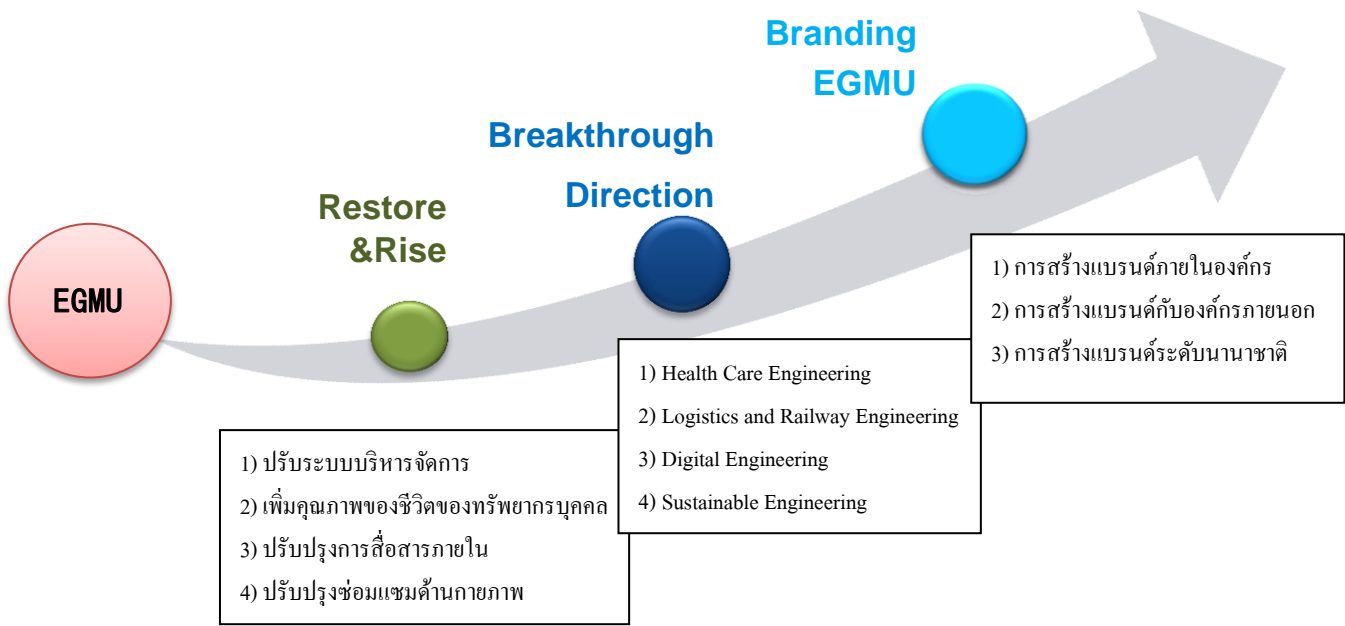 EGMU
Restore
&Rise
1) ปรับระบบบริหารจัดการ
2) เพิ่มคุณภาพของชีวิตของทรัพยากรบุคคล
3) ปรับปรุงการสื่อสารภายใน
4) ปรับปรุงซ่อมแซมด้านกายภาพ
Breakthrough
Direction
1) Health Care Engineering
2) Logistics and Railway Engineering
3) Digital Engineering
4) Sustainable Engineering
Branding
EGMU
1) การสร้างแบรนด์ภายในองค์กร
2) การสร้างแบรนด์กับองค์กรภายนอก
3) การสร้างแบรนด์ระดับนานาชาติ